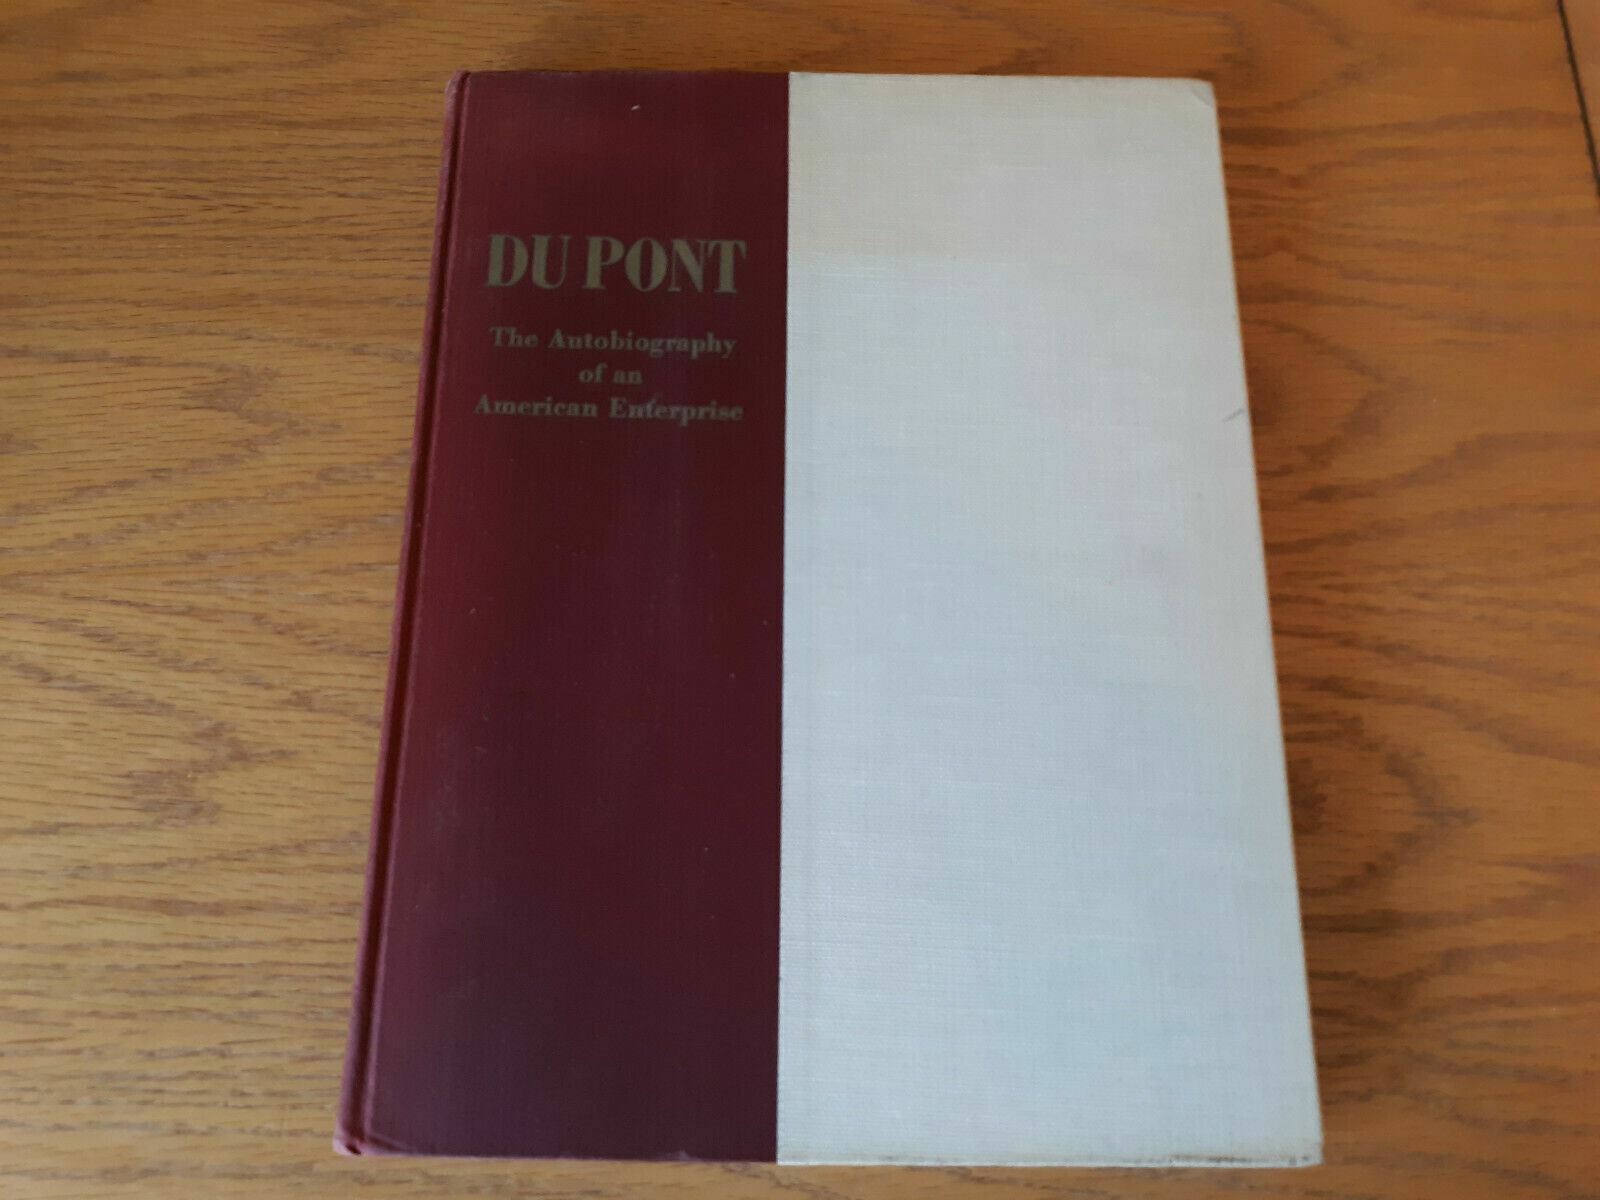 DU PONT
The Autobiography
of an
American Enterprise